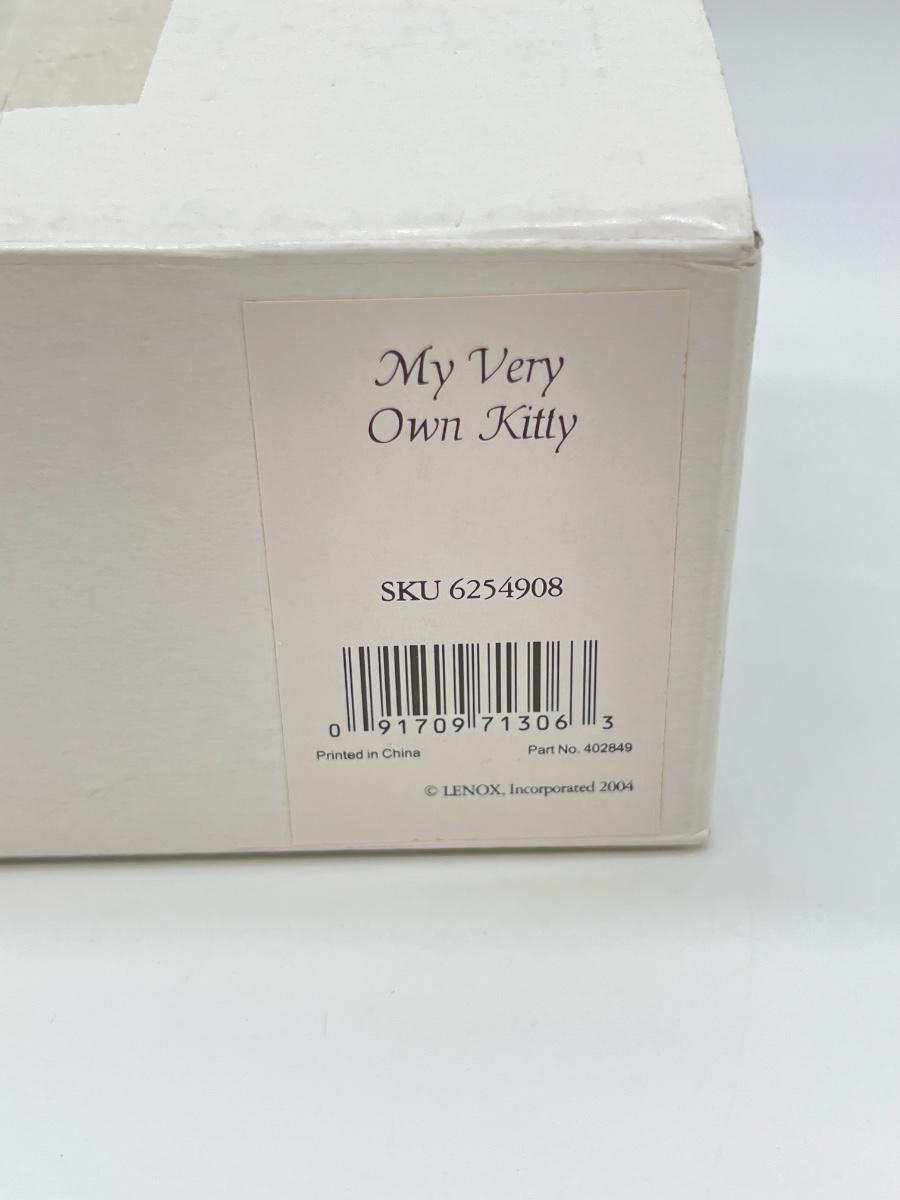 My Very
Own Kitty
SKU 6254908
0 91709 71306 3
Printed in China Part No. 402849
© LENOX, Incorporated 2004